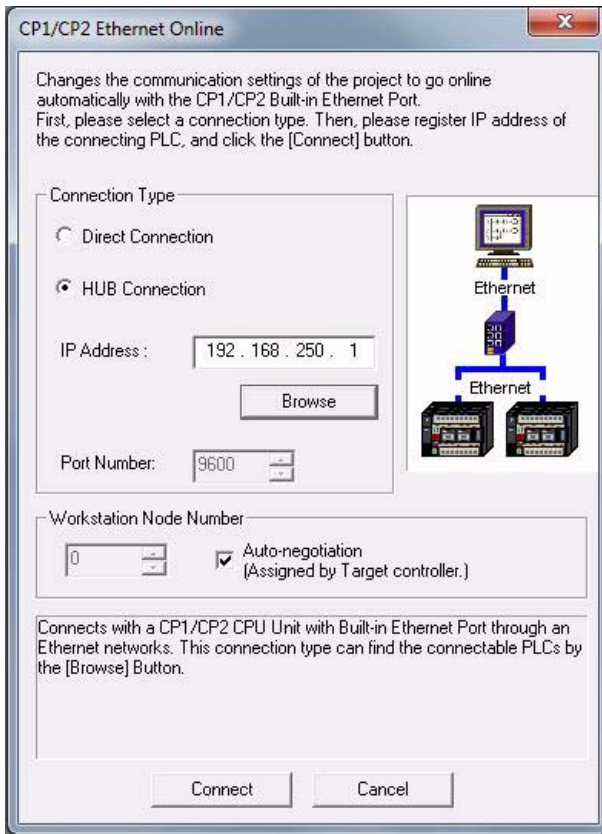 CP1/CP2 Ethernet Online
Changes the communication settings of the project to go online
automatically with the CP1/CP2 Built-in Ethernet Port.
First, please select a connection type. Then, please register IP address of
the connecting PLC, and click the [Connect] button.
Connection Type
Direct Connection
HUB Connection
IP Address :
192 . 168 . 250 . 1
Browse
Port Number:
9600
Ethernet
Ethernet
Workstation Node Number
0
Auto-negotiation
(Assigned by Target controller.)
Connects with a CP1/CP2 CPU Unit with Built-in Ethernet Port through an
Ethernet networks. This connection type can find the connectable PLCs by
the [Browse] Button.
Connect
Cancel